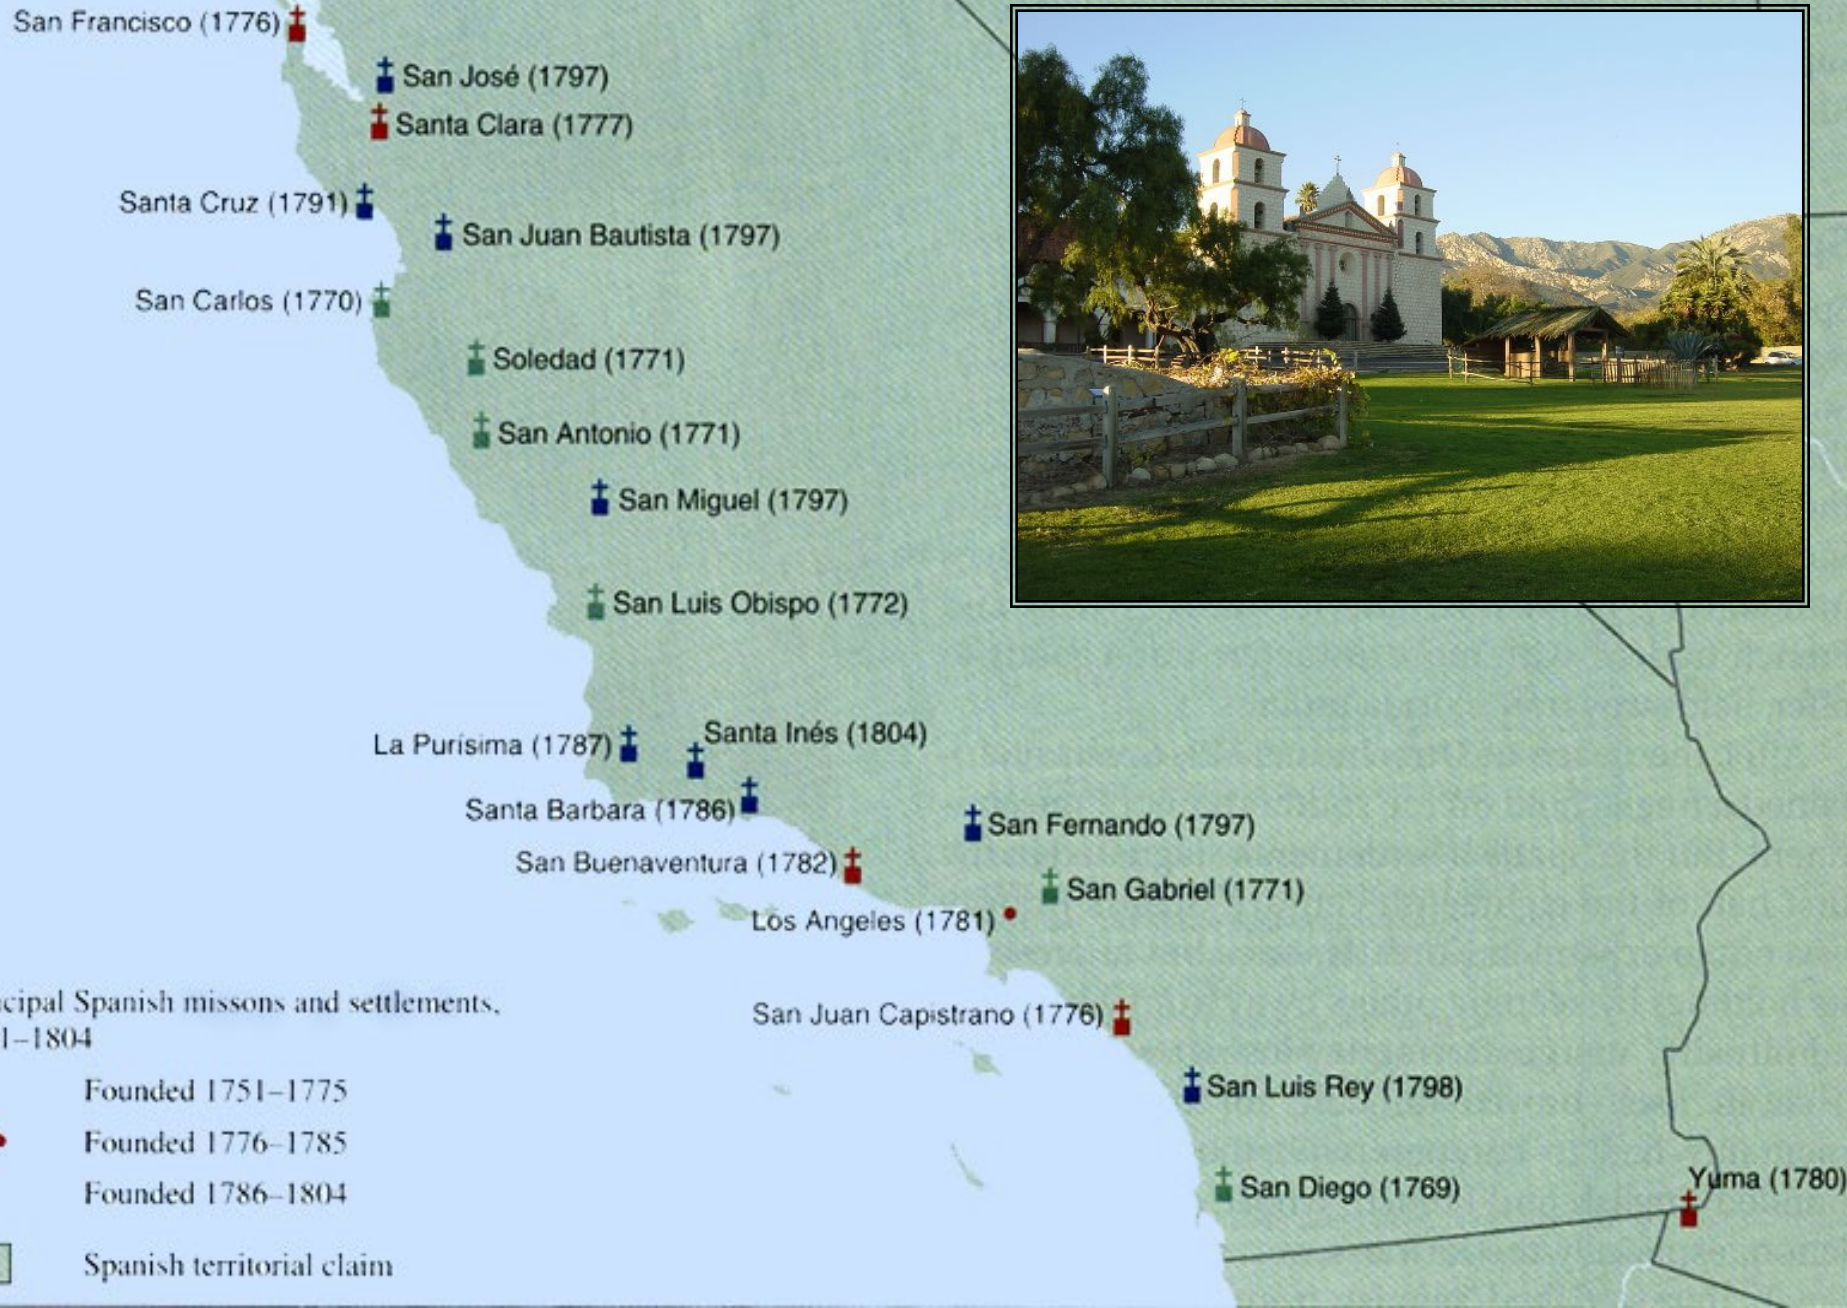 San Francisco (1776)
San José (1797)
Santa Clara (1777)
Santa Cruz (1791)
San Juan Bautista (1797)
San Carlos (1770)
Soledad (1771)
San Antonio (1771)
San Miguel (1797)
San Luis Obispo (1772)
Santa Inés (1804)
La Purísima (1787)
Santa Barbara (1786)
San Fernando (1797)
San Buenaventura (1782)
San Gabriel (1771)
Los Angeles (1781)
San Juan Capistrano (1776)
San Luis Rey (1798)
San Diego (1769)
Yuma (1780)
cipal Spanish missons and settlements,
1–1804
Founded 1751–1775
Founded 1776–1785
Founded 1786–1804
Spanish territorial claim